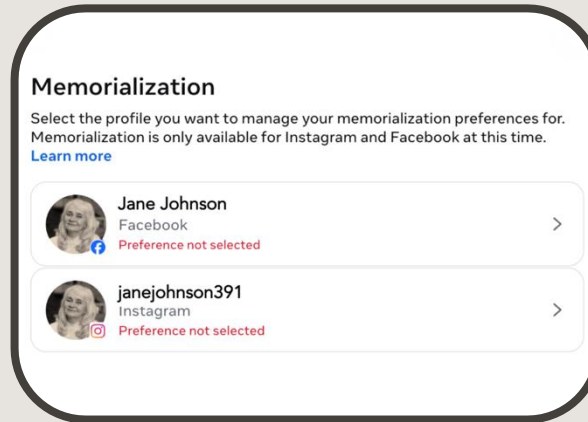 Memorialization
Select the profile you want to manage your memorialization preferences for.
Memorialization is only available for Instagram and Facebook at this time.
Learn more
Jane Johnson
Facebook
Preference not selected
janejohnson391
Instagram
Preference not selected